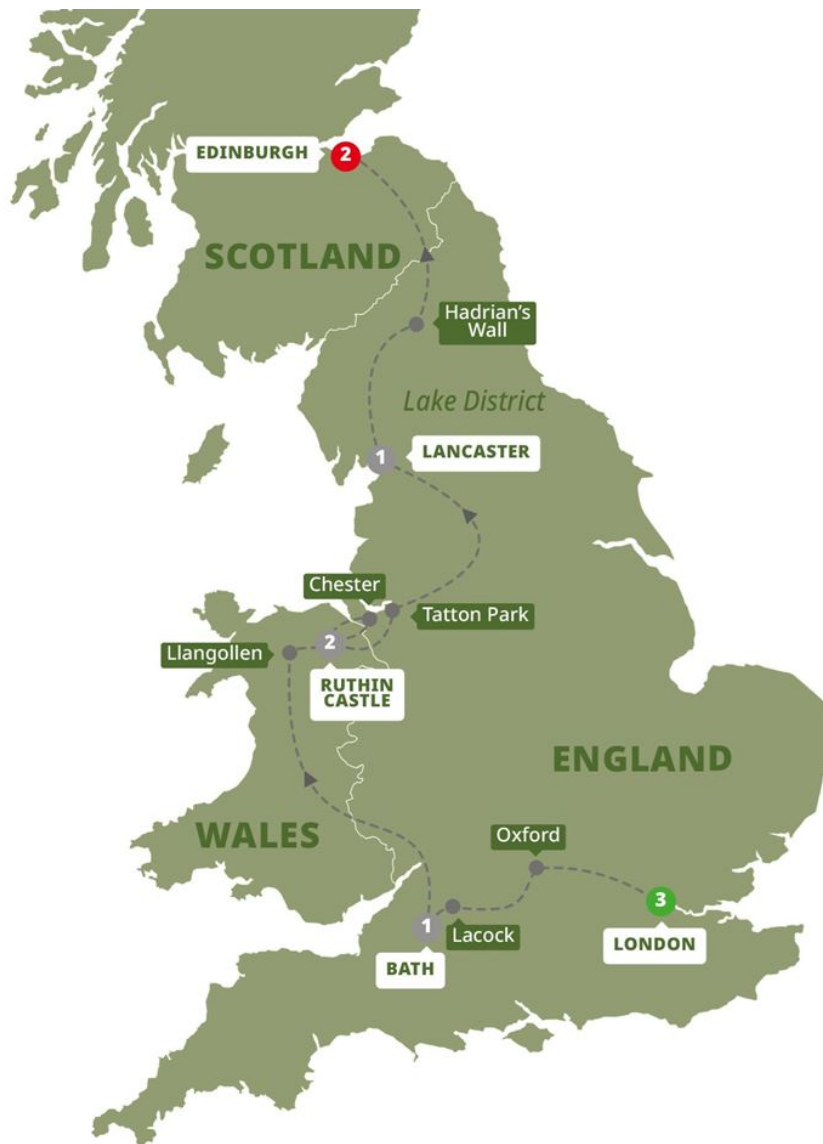 EDINBURGH
2
SCOTLAND
Hadrian's
Wall
Lake District
1
LANCASTER
Chester
Tatton Park
Llangollen
2
RUTHIN
CASTLE
ENGLAND
WALES
Oxford
3
1
Lacock
LONDON
BATH